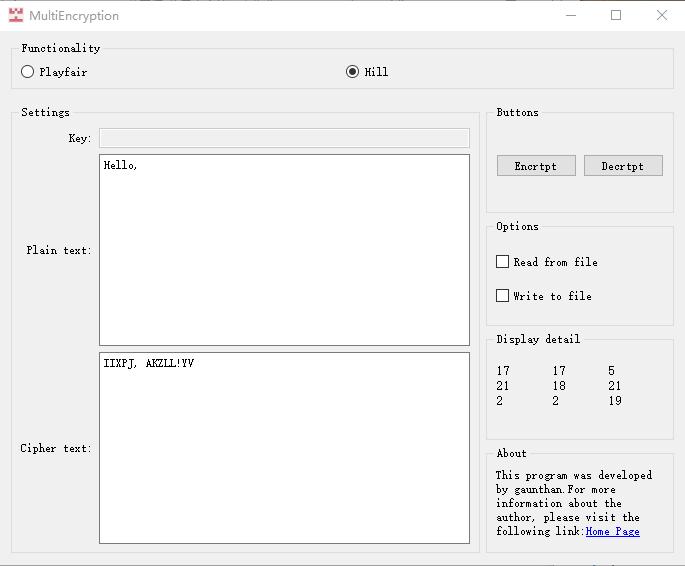 MultiEncryption
Functionality
Playfair
Hill
Settings
Key:
Plain text:
Hello,
Cipher text:
IIXPJ, AKZLL!YV
Buttons
Encrtpt
Decrtpt
Options
Read from file
Write to file
Display detail
17 17 5
21 18 21
2 2 19
About
This program was developed
by gaunthan.For more
information about the
author, please visit the
following link:Home Page